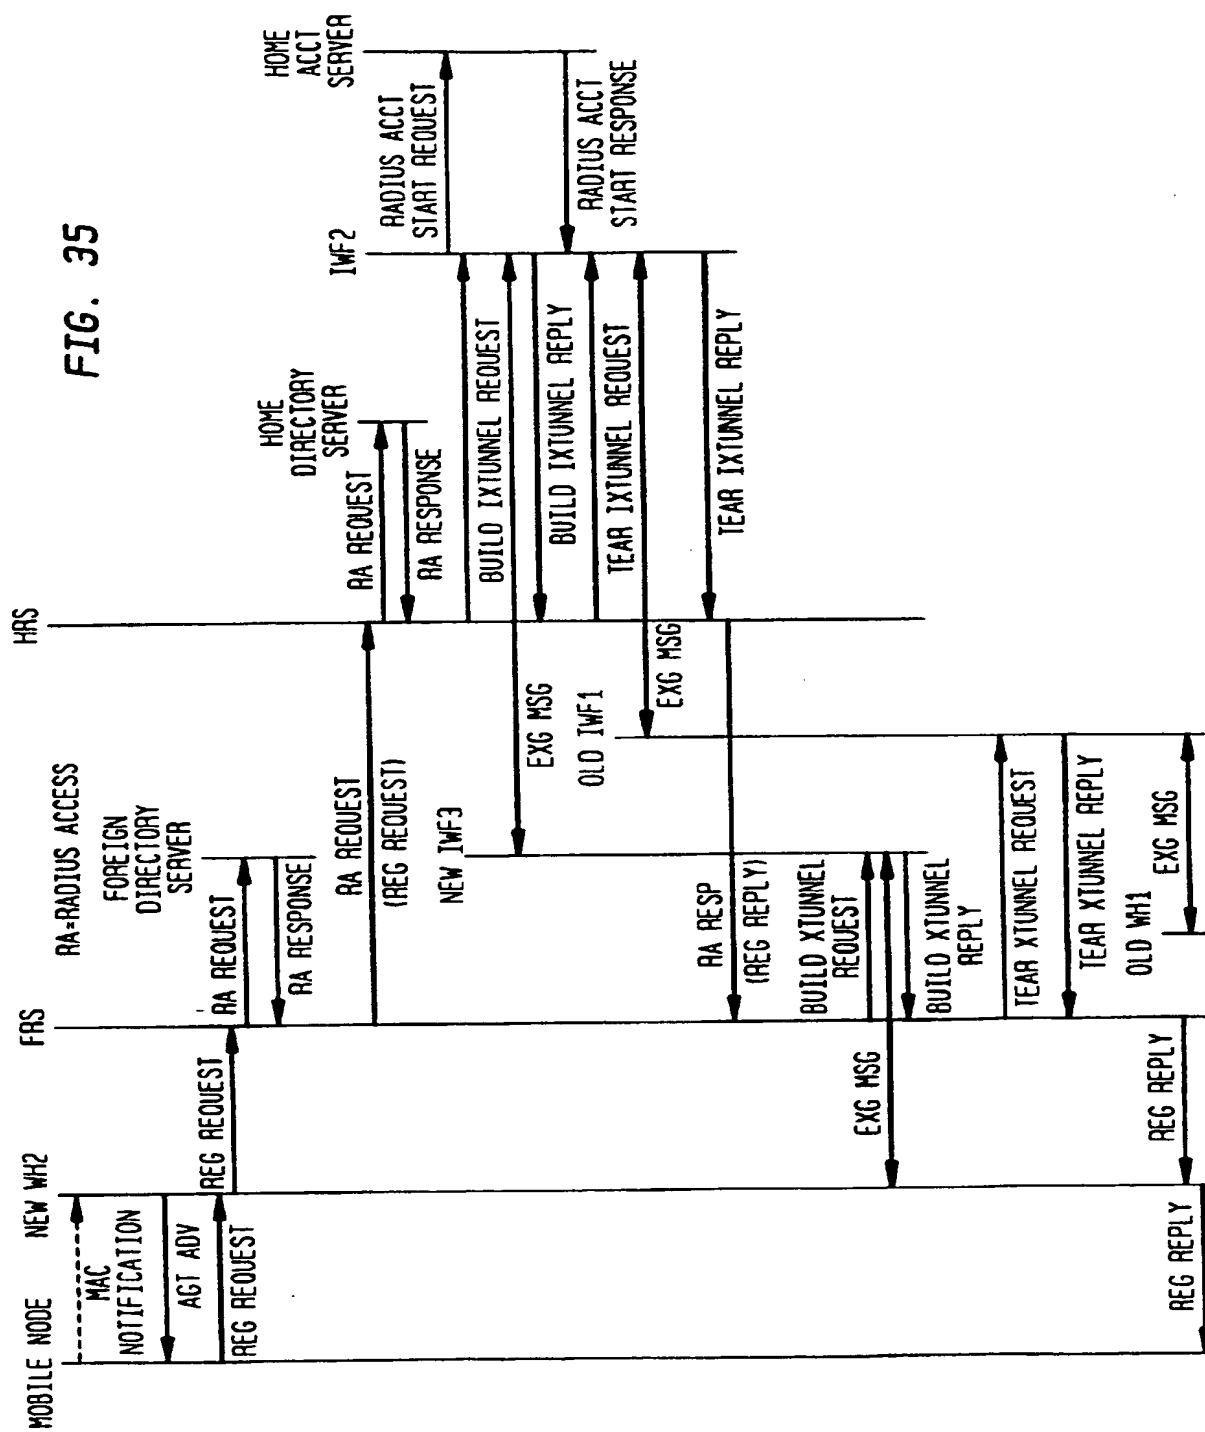 FIG. 35
MOBILE NODE
NEW WH2
FRS
RA=RADIUS ACCESS
HRS
FOREIGN
DIRECTORY
SERVER
HOME
DIRECTORY
SERVER
IWF2
HOME
ACCT
SERVER
MAC
NOTIFICATION
AGT ADV
REG REQUEST
REG REQUEST
RA REQUEST
RA RESPONSE
RA REQUEST
(REG REQUEST)
RA REQUEST
RA RESPONSE
RADIUS ACCT
START REQUEST
BUILD IXTUNNEL REQUEST
NEW IWF3
EXG MSG
BUILD IXTUNNEL REPLY
RADIUS ACCT
START RESPONSE
TEAR IXTUNNEL REQUEST
OLD IWF1
EXG MSG
TEAR IXTUNNEL REPLY
RA RESP
(REG REPLY)
BUILD XTUNNEL
REQUEST
EXG MSG
BUILD XTUNNEL
REPLY
TEAR XTUNNEL REQUEST
TEAR XTUNNEL REPLY
OLD WH1
EXG MSG
REG REPLY
REG REPLY